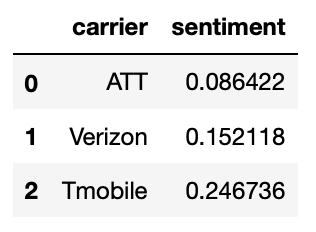 carrier sentiment
0 ATT 0.086422
1 Verizon 0.152118
2 Tmobile 0.246736